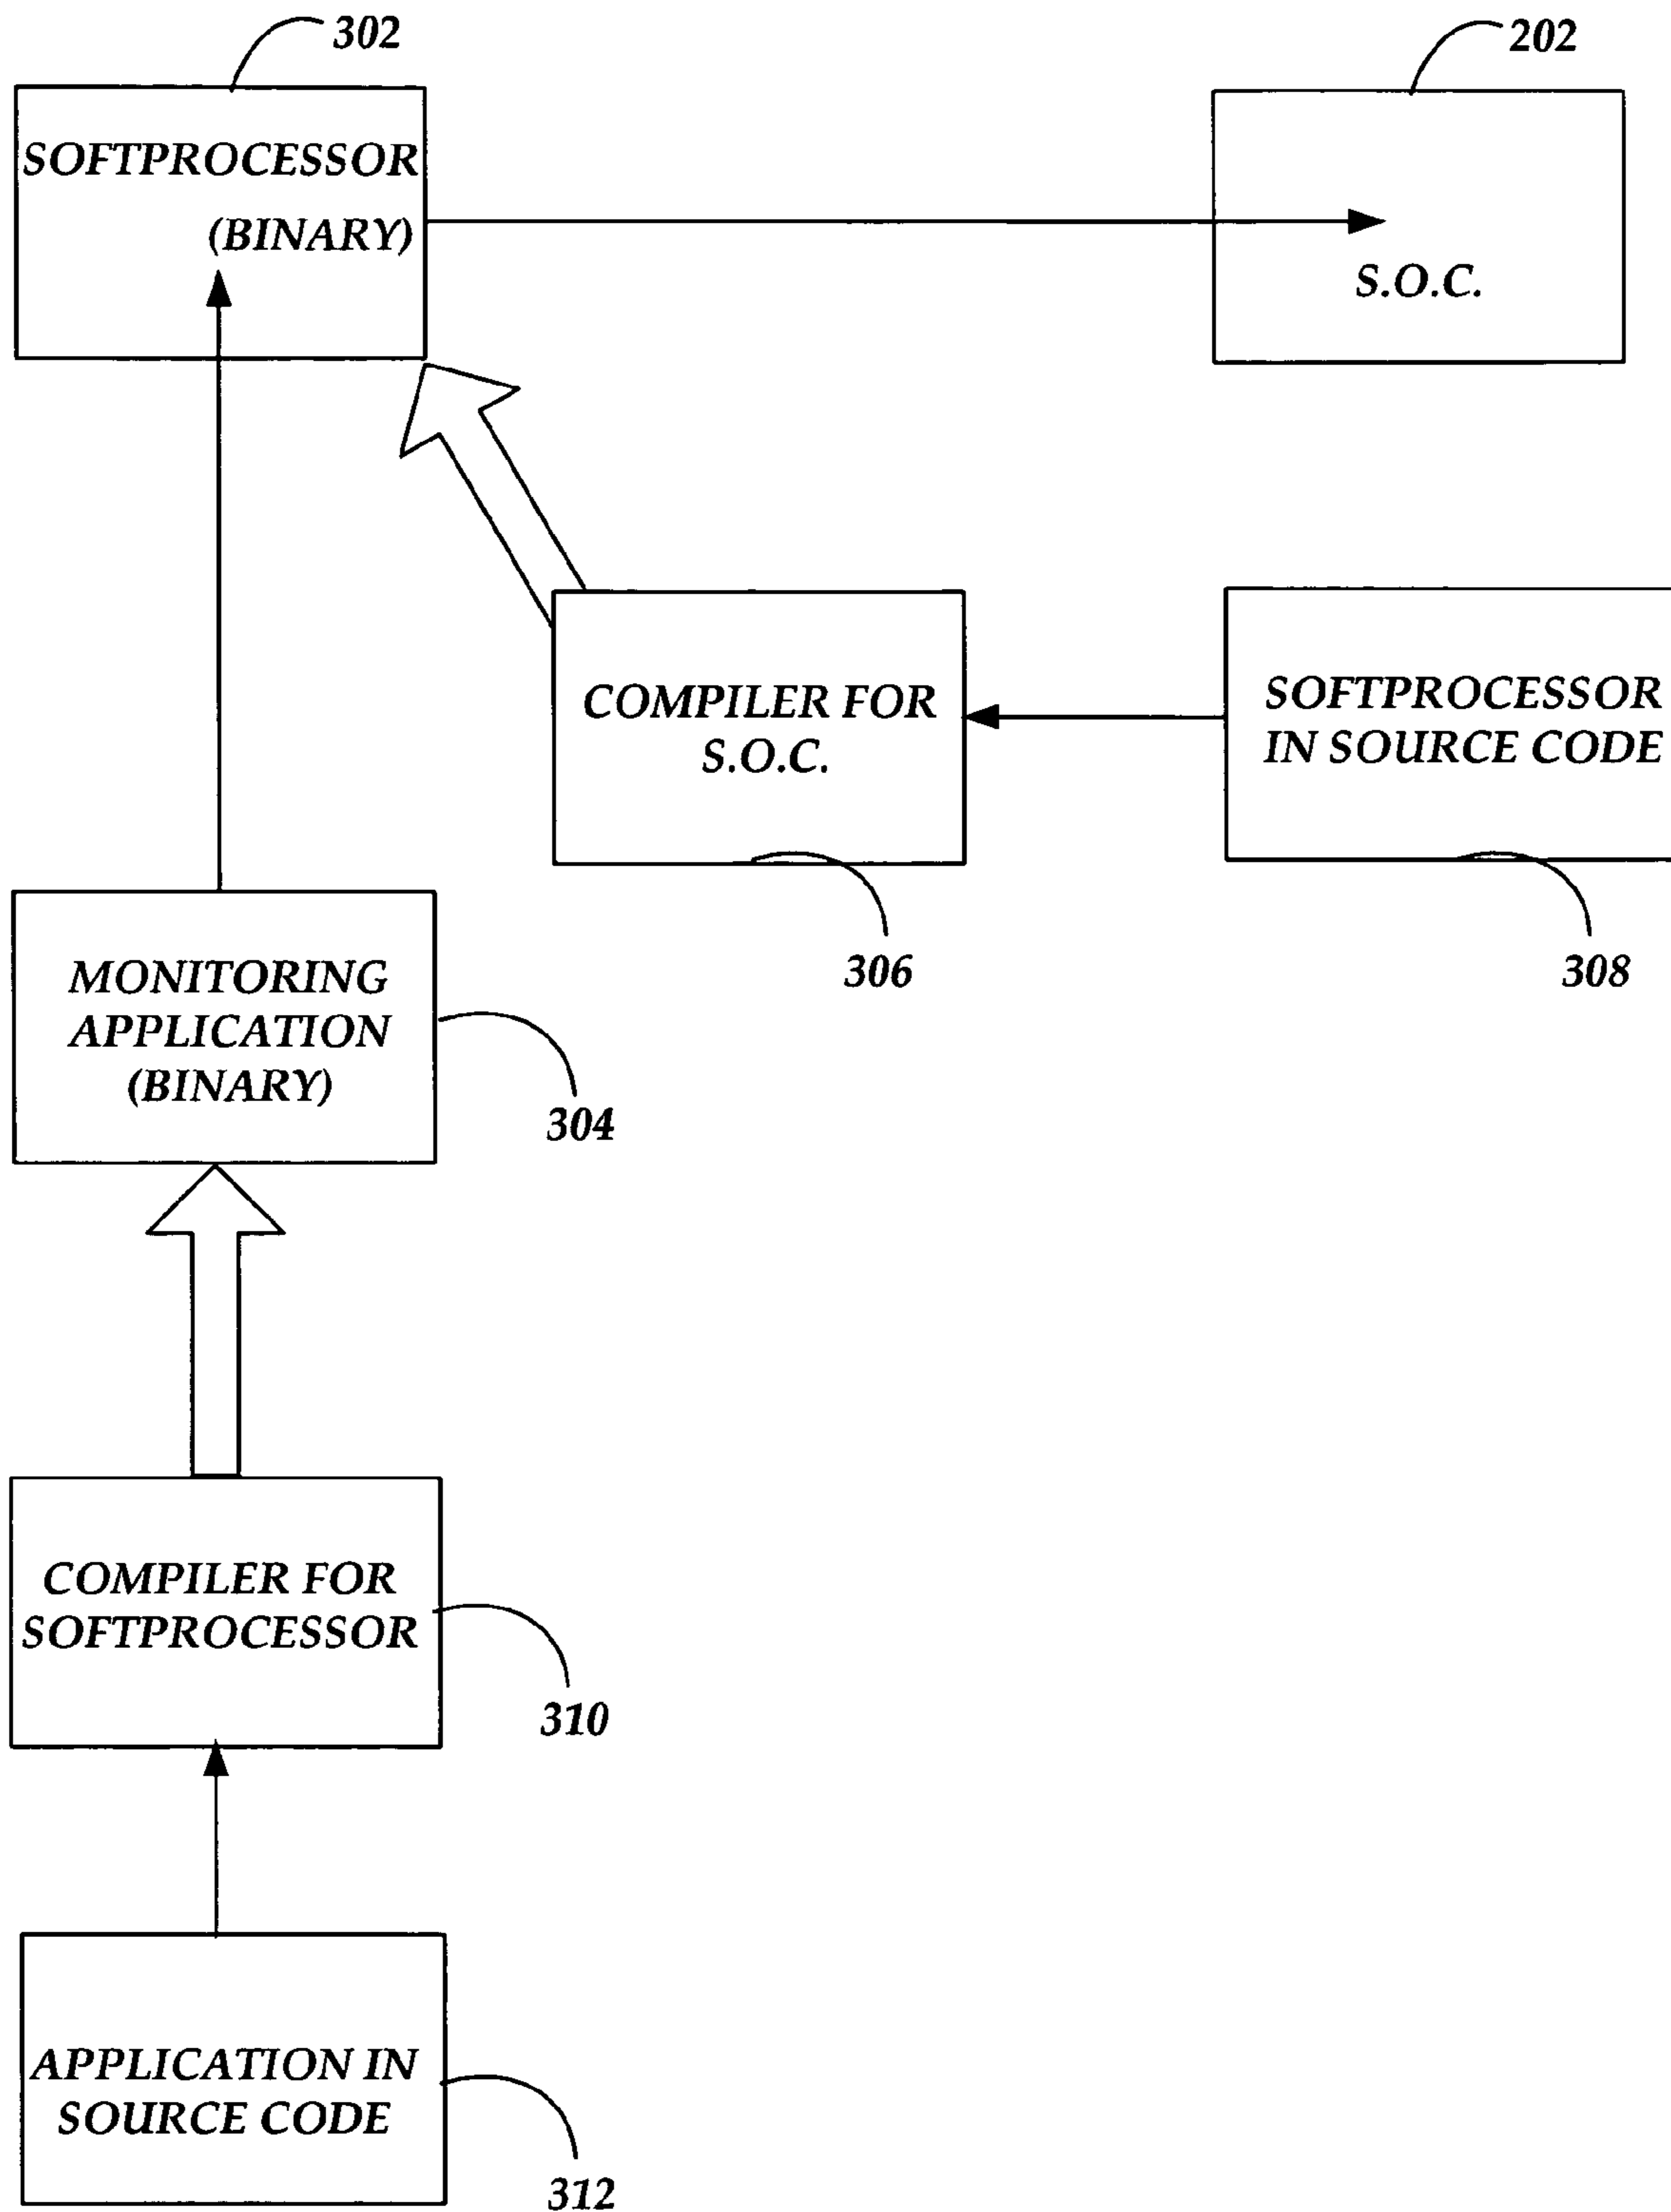 302
202
SOFTPROCESSOR
(BINARY)
S.O.C.
COMPILER FOR
S.O.C.
SOFTPROCESSOR
IN SOURCE CODE
306
308
MONITORING
APPLICATION
(BINARY)
304
COMPILER FOR
SOFTPROCESSOR
310
APPLICATION IN
SOURCE CODE
312